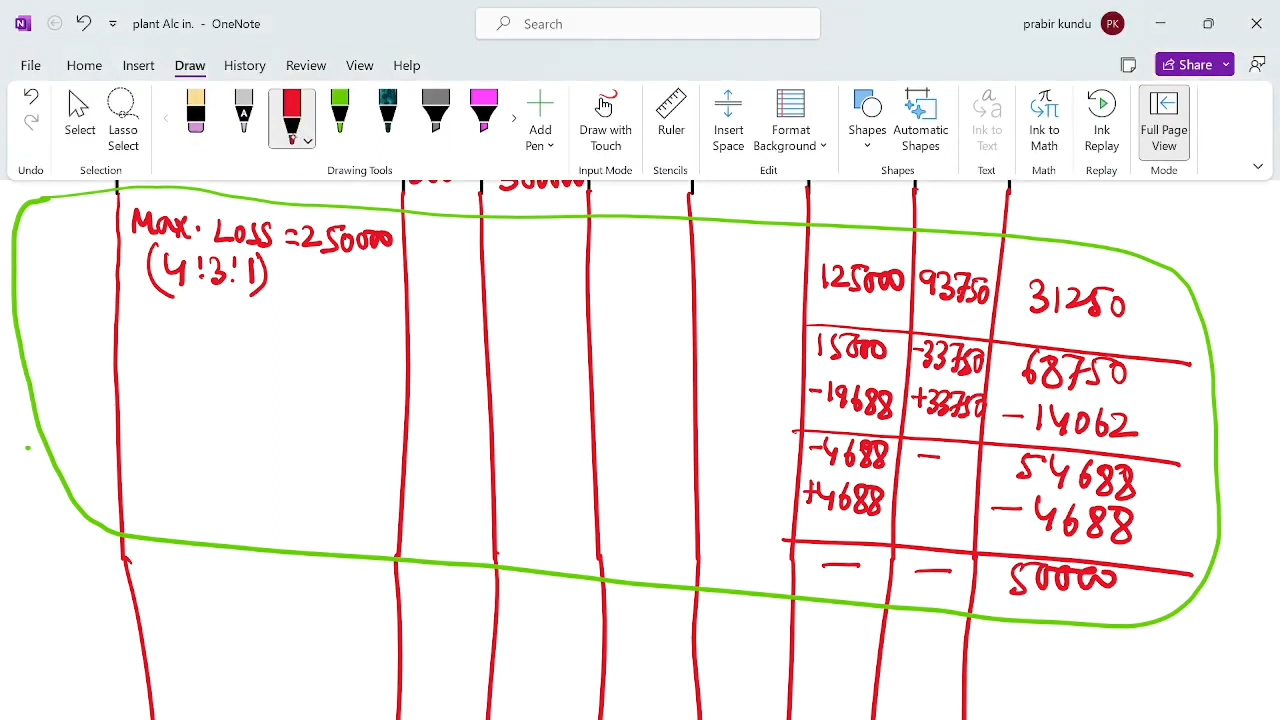 plant Alc in. - OneNote
Search
prabir kundu PK
File Home Insert Draw History Review View Help
Share
Undo
Select
Lasso Select
Selection
Drawing Tools
Add Pen
Draw with Touch
Input Mode
Ruler
Stencils
Insert Space
Format Background
Edit
Shapes
Automatic Shapes
Shapes
Ink to Text
Text
Ink to Math
Math
Ink Replay
Replay
Full Page View
Mode
Max. Loss = 250000
(4:3:1)
125000 93750 31250
15000 -33750 68750
-19688 +33750 -14062
-4688 - 54688
+4688 -4688
- - 50000